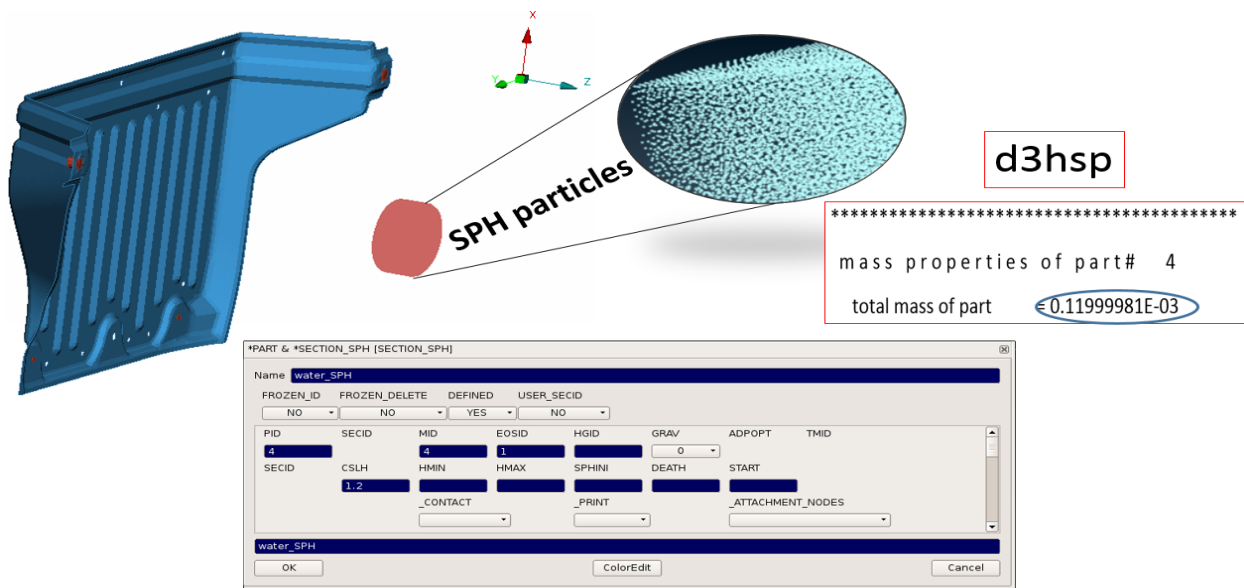 X
Y
Z
SPH particles
d3hsp
******************************************
mass properties of part# 4
total mass of part = 0.11999981E-03
*PART & *SECTION_SPH [SECTION_SPH]
Name water_SPH
FROZEN_ID FROZEN_DELETE DEFINED USER_SECID
NO NO YES NO
PID SECID MID EOSID HGID GRAV ADPOPT TMID
4 4 1 0
SECID CSLH HMIN HMAX SPHINI DEATH START
1.2
_CONTACT _PRINT _ATTACHMENT_NODES
water_SPH
OK ColorEdit Cancel